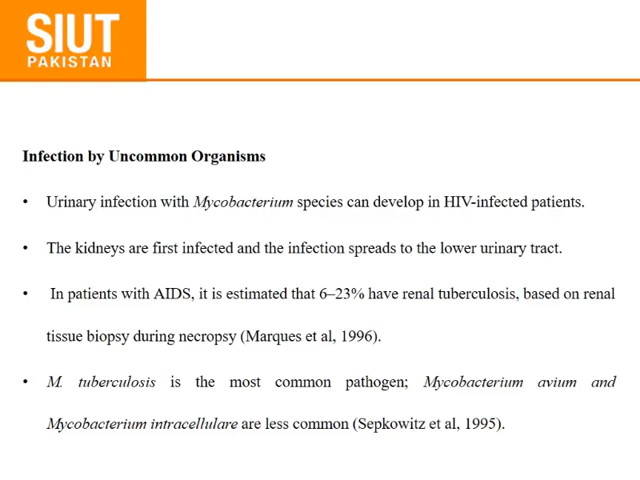 SIUT
PAKISTAN
Infection by Uncommon Organisms
• Urinary infection with Mycobacterium species can develop in HIV-infected patients.
• The kidneys are first infected and the infection spreads to the lower urinary tract.
• In patients with AIDS, it is estimated that 6–23% have renal tuberculosis, based on renal
tissue biopsy during necropsy (Marques et al, 1996).
• M. tuberculosis is the most common pathogen; Mycobacterium avium and
Mycobacterium intracellulare are less common (Sepkowitz et al, 1995).